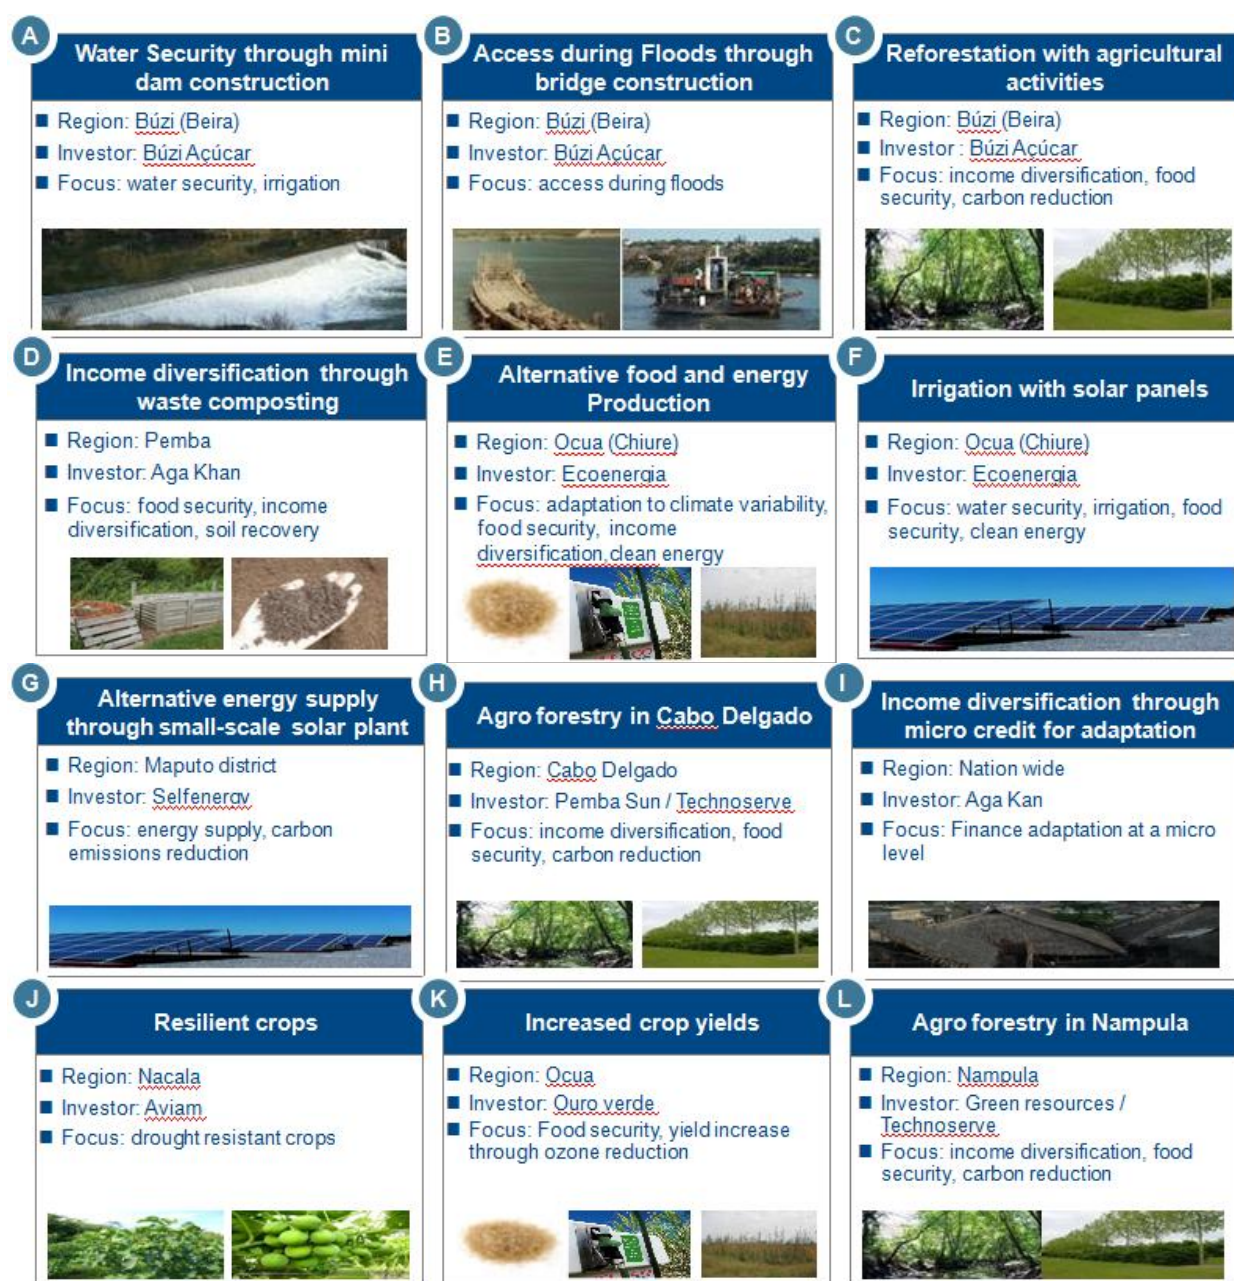 A
Water Security through mini
dam construction
Region: Búzi (Beira)
Investor: Búzi Açúcar
Focus: water security, irrigation
B
Access during Floods through
bridge construction
Region: Búzi (Beira)
Investor: Búzi Açúcar
Focus: access during floods
C
Reforestation with agricultural
activities
Region: Búzi (Beira)
Investor : Búzi Açúcar
Focus: income diversification, food
security, carbon reduction
D
Income diversification through
waste composting
Region: Pemba
Investor: Aga Khan
Focus: food security, income
diversification, soil recovery
E
Alternative food and energy
Production
Region: Ocua (Chiure)
Investor: Ecoenergia
Focus: adaptation to climate variability,
food security, income
diversification,clean energy
F
Irrigation with solar panels
Region: Ocua (Chiure)
Investor: Ecoenergia
Focus: water security, irrigation, food
security, clean energy
G
Alternative energy supply
through small-scale solar plant
Region: Maputo district
Investor: Selfenergy
Focus: energy supply, carbon
emissions reduction
H
Agro forestry in Cabo Delgado
Region: Cabo Delgado
Investor: Pemba Sun / Technoserve
Focus: income diversification, food
security, carbon reduction
I
Income diversification through
micro credit for adaptation
Region: Nation wide
Investor: Aga Kan
Focus: Finance adaptation at a micro
level
J
Resilient crops
Region: Nacala
Investor: Aviam
Focus: drought resistant crops
K
Increased crop yields
Region: Ocua
Investor: Ouro verde
Focus: Food security, yield increase
through ozone reduction
L
Agro forestry in Nampula
Region: Nampula
Investor: Green resources /
Technoserve
Focus: income diversification, food
security, carbon reduction